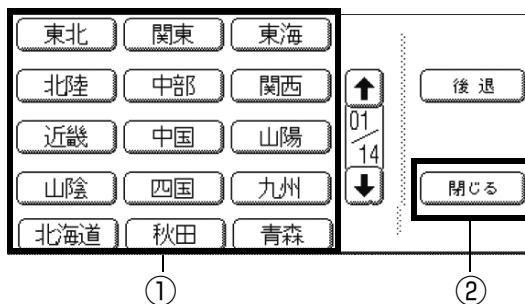 東北 関東 東海
北陸 中部 関西
後退
01
14
近畿 中国 山陽
山陰 四国 九州
閉じる
北海道 秋田 青森
① ②